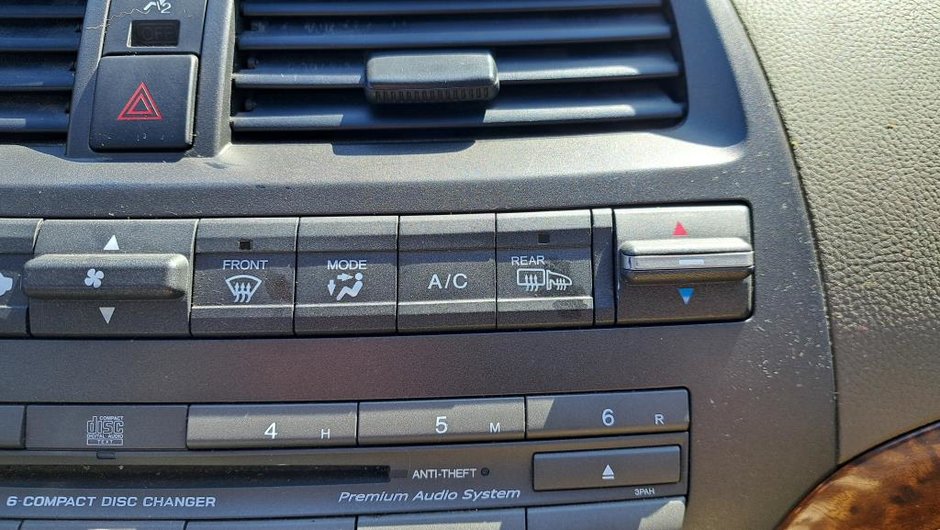 2
OFF
FRONT
MODE
A/C
REAR
COMPACT
disc
DIGITAL AUDIO
TEXT
4 H
5 M
6 R
ANTI-THEFT
6-COMPACT DISC CHANGER
Premium Audio System
3PAH